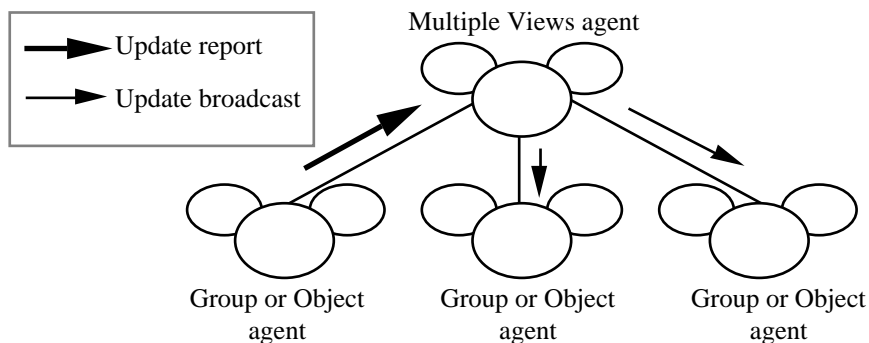 Multiple Views agent
Update report
Update broadcast
Group or Object
agent
Group or Object
agent
Group or Object
agent